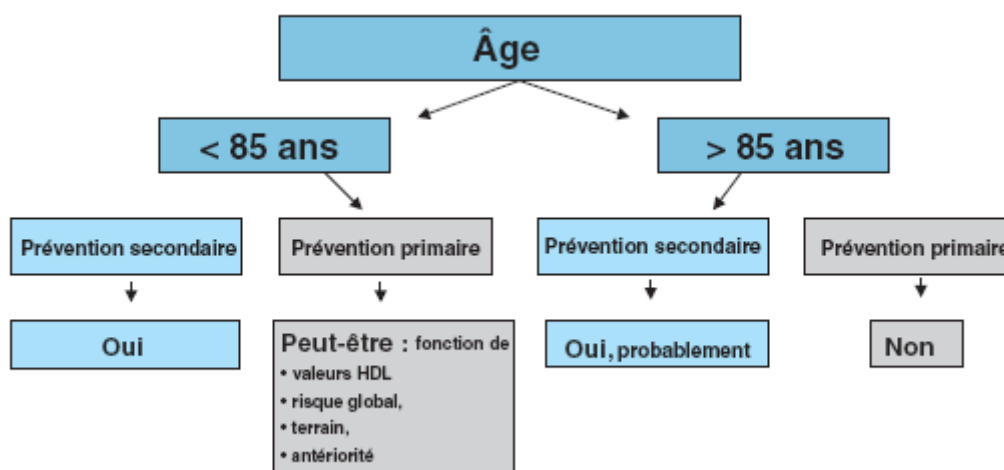 Âge
< 85 ans
> 85 ans
Prévention secondaire
Prévention primaire
Prévention secondaire
Prévention primaire
Oui
Peut-être : fonction de
• valeurs HDL
• risque global,
• terrain,
• antériorité
Oui, probablement
Non